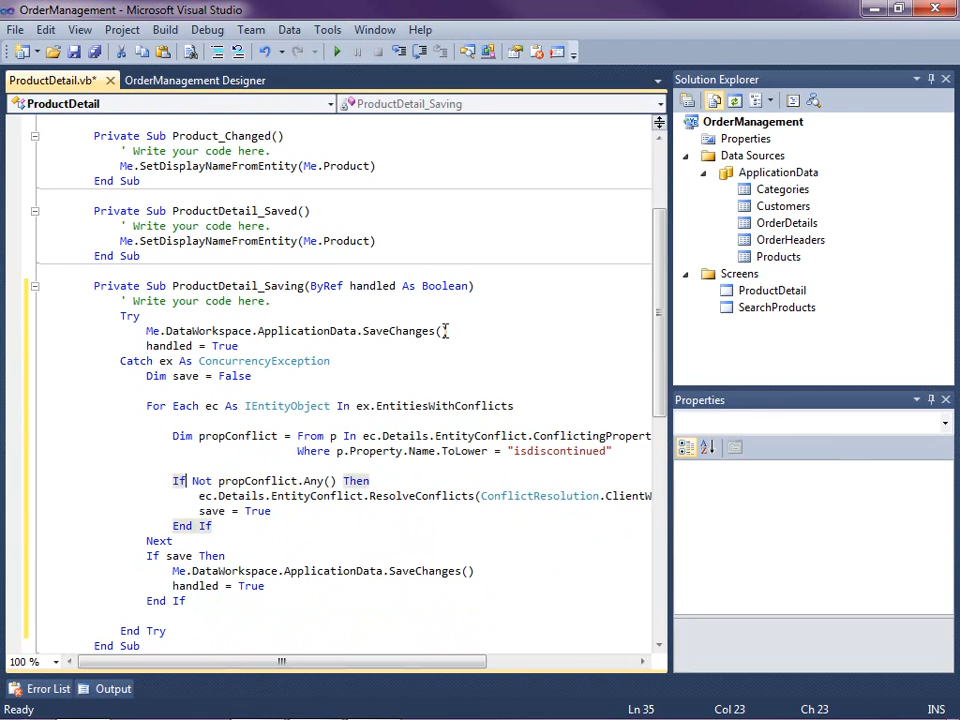 OrderManagement - Microsoft Visual Studio
File Edit View Project Build Debug Team Data Tools Window Help
ProductDetail.vb* OrderManagement Designer
ProductDetail ProductDetail_Saving
Private Sub Product_Changed()
' Write your code here.
Me.SetDisplayNameFromEntity(Me.Product)
End Sub
Private Sub ProductDetail_Saved()
' Write your code here.
Me.SetDisplayNameFromEntity(Me.Product)
End Sub
Private Sub ProductDetail_Saving(ByRef handled As Boolean)
' Write your code here.
Try
Me.DataWorkspace.ApplicationData.SaveChanges()
handled = True
Catch ex As ConcurrencyException
Dim save = False
For Each ec As IEntityObject In ex.EntitiesWithConflicts
Dim propConflict = From p In ec.Details.EntityConflict.ConflictingPropert
Where p.Property.Name.ToLower = "isdiscontinued"
If Not propConflict.Any() Then
ec.Details.EntityConflict.ResolveConflicts(ConflictResolution.ClientW
save = True
End If
Next
If save Then
Me.DataWorkspace.ApplicationData.SaveChanges()
handled = True
End If
End Try
End Sub
100 %
Solution Explorer
OrderManagement
Properties
Data Sources
ApplicationData
Categories
Customers
OrderDetails
OrderHeaders
Products
Screens
ProductDetail
SearchProducts
Properties
Error List Output
Ready Ln 35 Col 23 Ch 23 INS